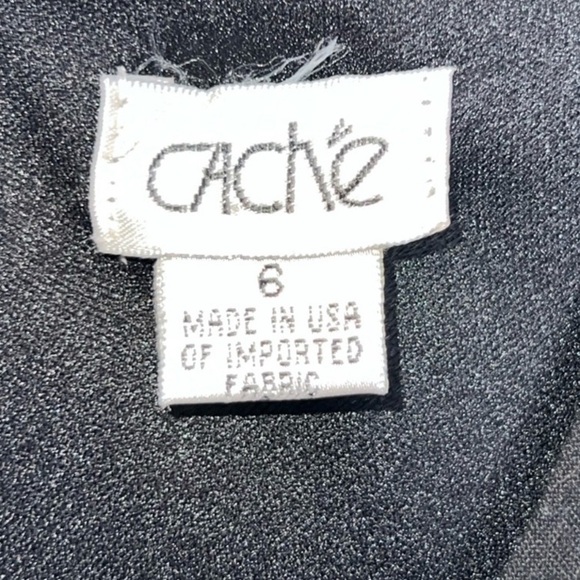 CAChé
6
MADE IN USA
OF IMPORTED
FABRIC